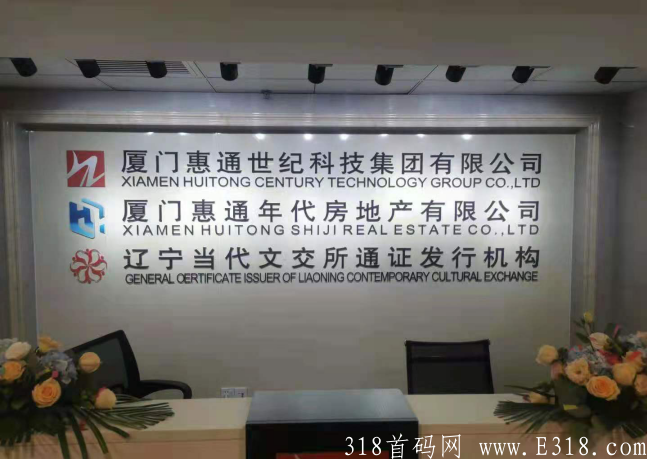 厦门惠通世纪科技集团有限公司
XIAMEN HUITONG CENTURY TECHNOLOGY GROUP CO.,LTD
厦门惠通年代房地产有限公司
XIAMEN HUITONG SHIJI REAL ESTATE CO.,LTD
辽宁当代文交所通证发行机构
GENERAL CERTIFICATE ISSUER OF LIAONING CONTEMPORARY CULTURAL EXCHANGE
318首码网 www.E318.com